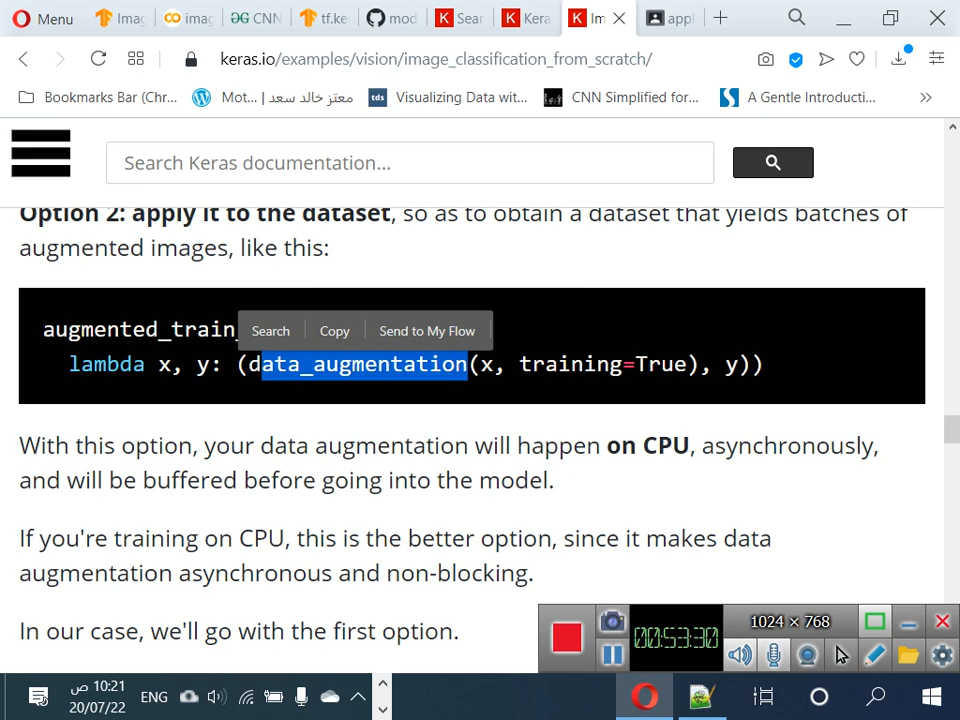 Menu
Imag
imag
CNN
tf.ke
mod
Sear
Kera
Im
appl
keras.io/examples/vision/image_classification_from_scratch/
Bookmarks Bar (Chr...
Mot... | معتز خالد سعد
tds
Visualizing Data wit...
CNN Simplified for...
A Gentle Introducti...
Search Keras documentation...
Option 2: apply it to the dataset, so as to obtain a dataset that yields batches of
augmented images, like this:
augmented_train_
Search
Copy
Send to My Flow
lambda x, y: (data_augmentation(x, training=True), y))
With this option, your data augmentation will happen on CPU, asynchronously,
and will be buffered before going into the model.
If you're training on CPU, this is the better option, since it makes data
augmentation asynchronous and non-blocking.
In our case, we'll go with the first option.
00:53:30
1024 × 768
10:21 ص
20/07/22
ENG